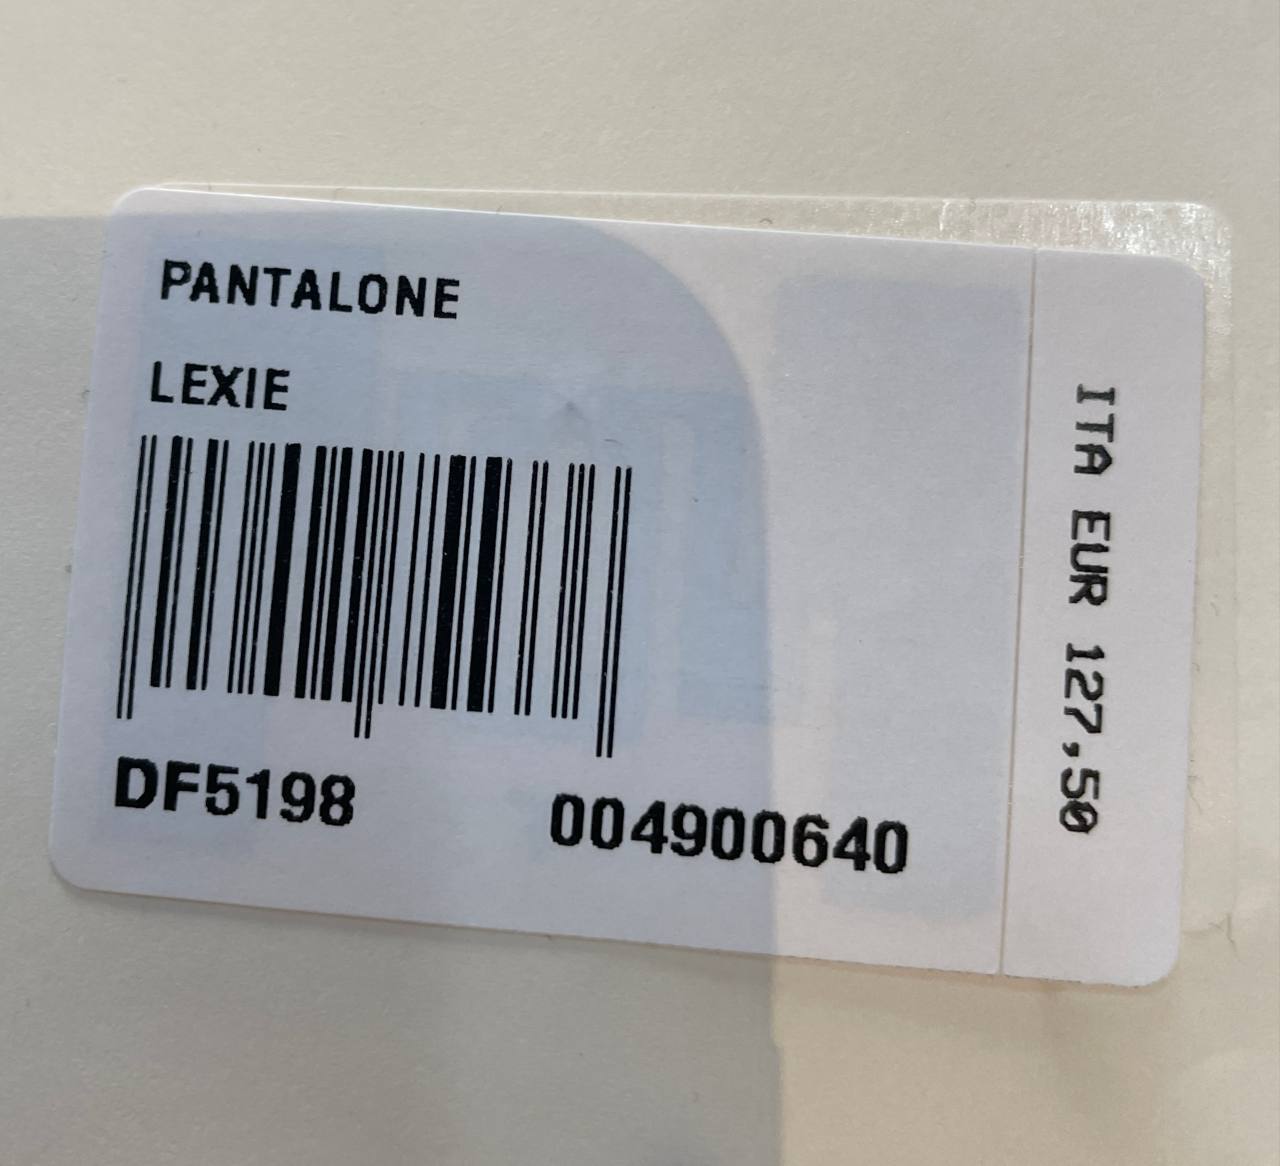 PANTALONE
LEXIE
DF5198 004900640
ITA EUR 127,50